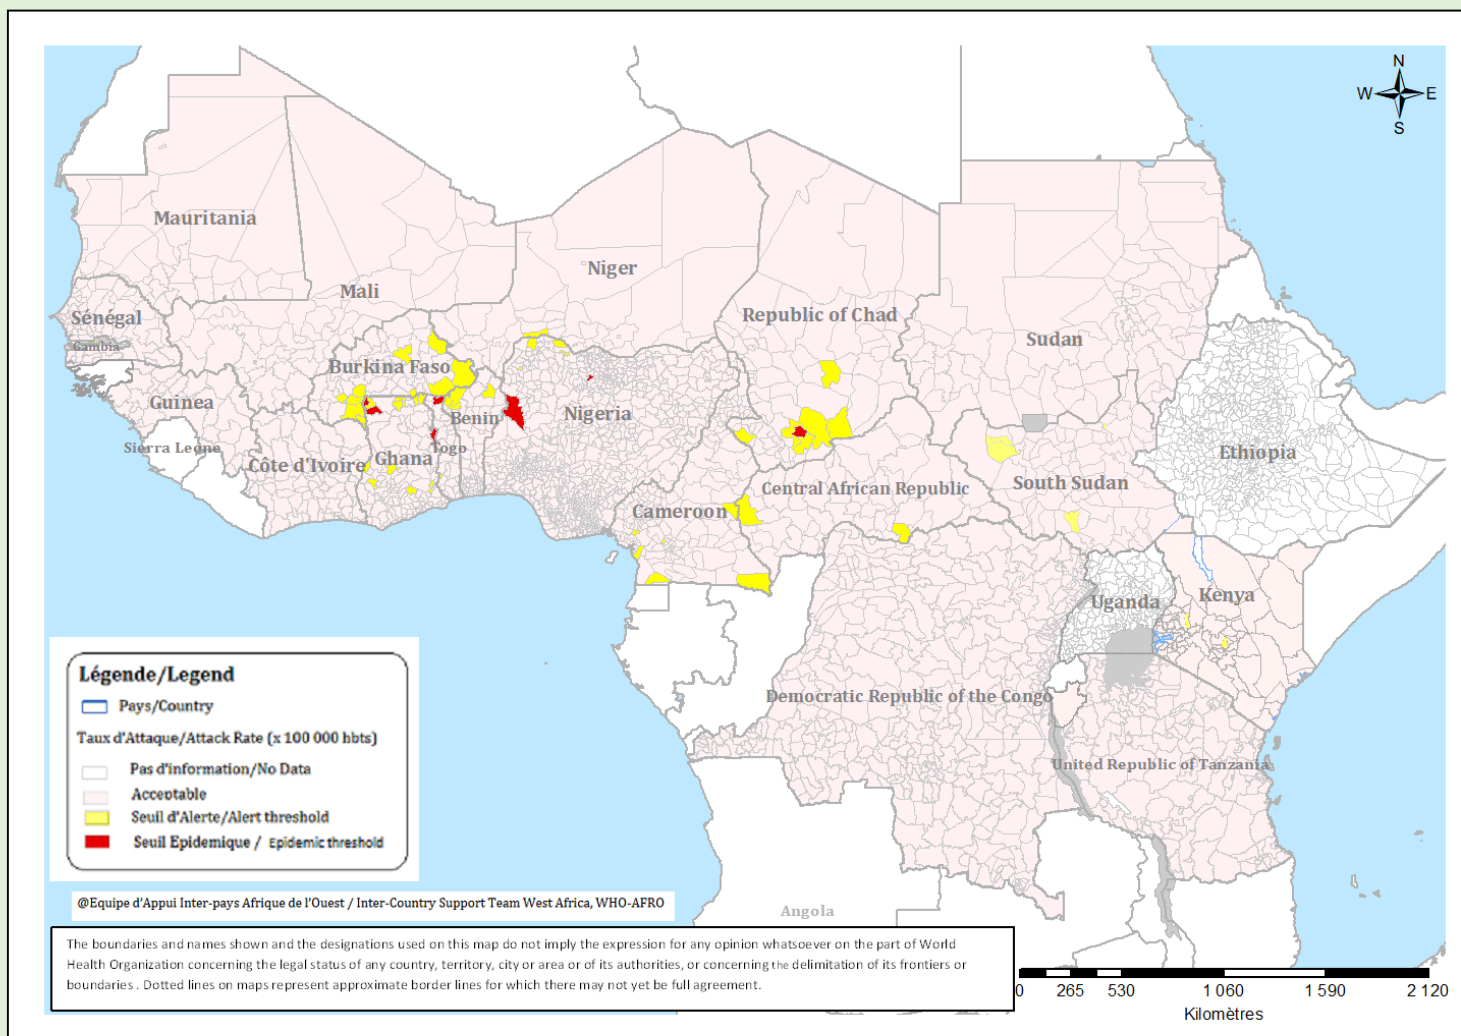 N
W E
S
Mauritania
Mali
Niger
Sénégal
Gambia
Republic of Chad
Sudan
Burkina Faso
Guinea
Benin
Nigeria
Sierra Leone
Côte d'Ivoire
Ghana
Togo
Ethiopia
Central African Republic
South Sudan
Cameroon
Uganda
Kenya
Democratic Republic of the Congo
United Republic of Tanzania
Angola
Légende/Legend
Pays/Country
Taux d'Attaque/Attack Rate (x 100 000 hbts)
Pas d'information/No Data
Acceptable
Seuil d'Alerte/Alert threshold
Seuil Epidemique / Epidemic threshold
@Equipe d'Appui Inter-pays Afrique de l'Ouest / Inter-Country Support Team West Africa, WHO-AFRO
The boundaries and names shown and the designations used on this map do not imply the expression for any opinion whatsoever on the part of World
Health Organization concerning the legal status of any country, territory, city or area or of its authorities, or concerning the delimitation of its frontiers or
boundaries . Dotted lines on maps represent approximate border lines for which there may not yet be full agreement.
0 265 530 1 060 1 590 2 120
Kilomètres